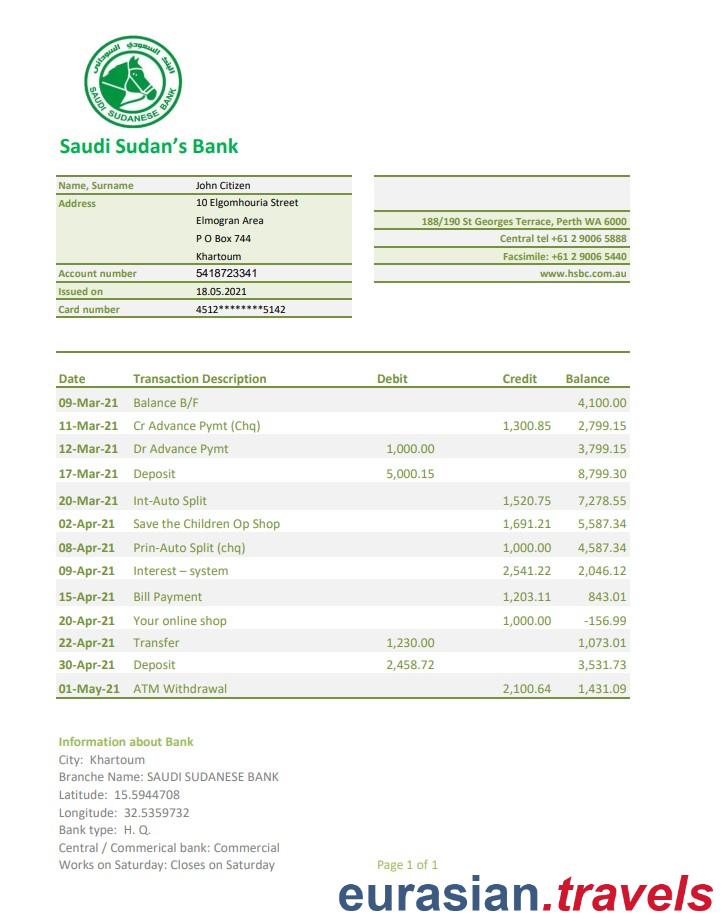 البنك السعودي السوداني
SAUDI SUDANESE BANK
Saudi Sudan’s Bank
Name, Surname John Citizen
Address 10 Elgomhouria Street
Elmogran Area
P O Box 744
Khartoum
Account number 5418723341
Issued on 18.05.2021
Card number 4512********5142
188/190 St Georges Terrace, Perth WA 6000
Central tel +61 2 9006 5888
Facsimile: +61 2 9006 5440
www.hsbc.com.au
Date Transaction Description Debit Credit Balance
09-Mar-21 Balance B/F 4,100.00
11-Mar-21 Cr Advance Pymt (Chq) 1,300.85 2,799.15
12-Mar-21 Dr Advance Pymt 1,000.00 3,799.15
17-Mar-21 Deposit 5,000.15 8,799.30
20-Mar-21 Int-Auto Split 1,520.75 7,278.55
02-Apr-21 Save the Children Op Shop 1,691.21 5,587.34
08-Apr-21 Prin-Auto Split (chq) 1,000.00 4,587.34
09-Apr-21 Interest – system 2,541.22 2,046.12
15-Apr-21 Bill Payment 1,203.11 843.01
20-Apr-21 Your online shop 1,000.00 -156.99
22-Apr-21 Transfer 1,230.00 1,073.01
30-Apr-21 Deposit 2,458.72 3,531.73
01-May-21 ATM Withdrawal 2,100.64 1,431.09
Information about Bank
City: Khartoum
Branche Name: SAUDI SUDANESE BANK
Latitude: 15.5944708
Longitude: 32.5359732
Bank type: H. Q.
Central / Commerical bank: Commercial
Works on Saturday: Closes on Saturday
Page 1 of 1
eurasian.travels